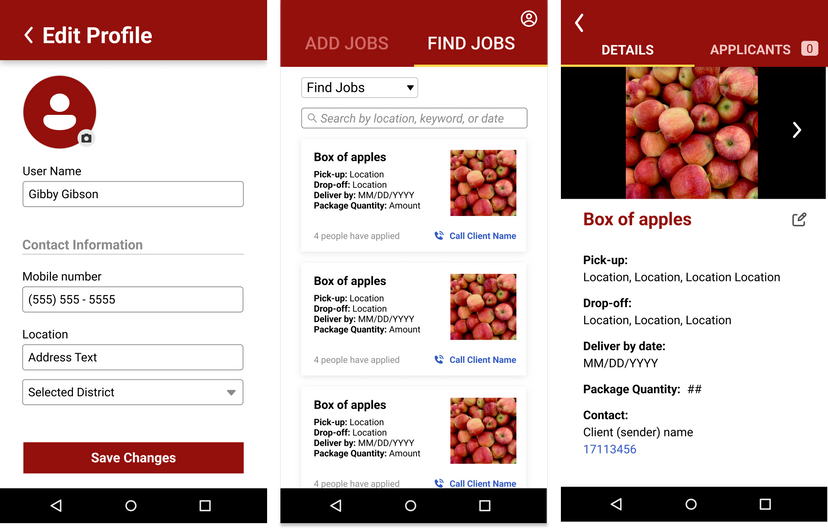 Edit Profile
User Name
Gibby Gibson
Contact Information
Mobile number
(555) 555 - 5555
Location
Address Text
Selected District
Save Changes
ADD JOBS
FIND JOBS
Find Jobs
Search by location, keyword, or date
Box of apples
Pick-up: Location
Drop-off: Location
Deliver by: MM/DD/YYYY
Package Quantity: Amount
4 people have applied
Call Client Name
Box of apples
Pick-up: Location
Drop-off: Location
Deliver by: MM/DD/YYYY
Package Quantity: Amount
4 people have applied
Call Client Name
Box of apples
Pick-up: Location
Drop-off: Location
Deliver by: MM/DD/YYYY
Package Quantity: Amount
4 people have applied
Call Client Name
DETAILS
APPLICANTS 0
Box of apples
Pick-up:
Location, Location, Location Location
Drop-off:
Location, Location, Location
Deliver by date:
MM/DD/YYYY
Package Quantity: ##
Contact:
Client (sender) name
17113456